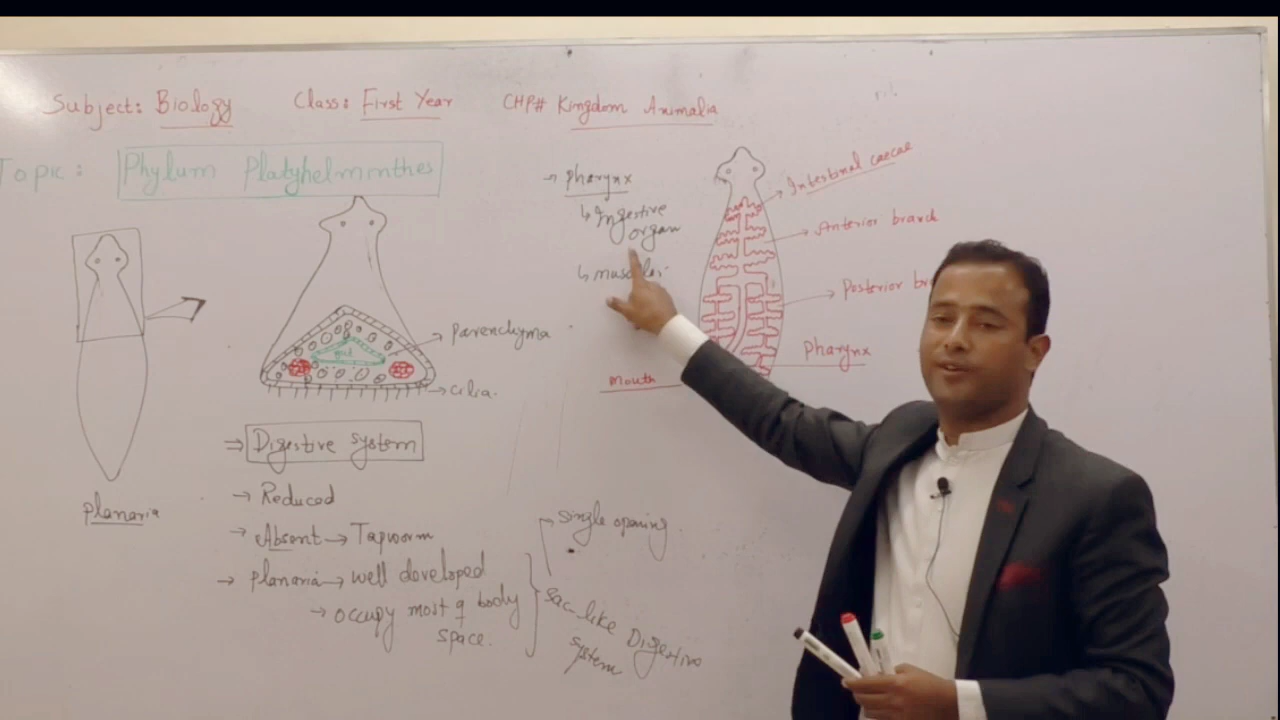 Subject: Biology Class: First Year CHP# Kingdom Animalia
Topic: Phylum Platyhelminthes
→ Pharynx
↳ Ingestive
organ
↳ muscular
Intestinal caecae
→ Anterior branch
→ Posterior
Pharynx
Mouth
gut
→ Parenchyma
→ Cilia.
Planaria
⇒ Digestive system
→ Reduced
→ Absent → Tapworm
→ Planaria → well developed
→ occupy most of body
space.
→ single opening.
Sac like Digestive
system